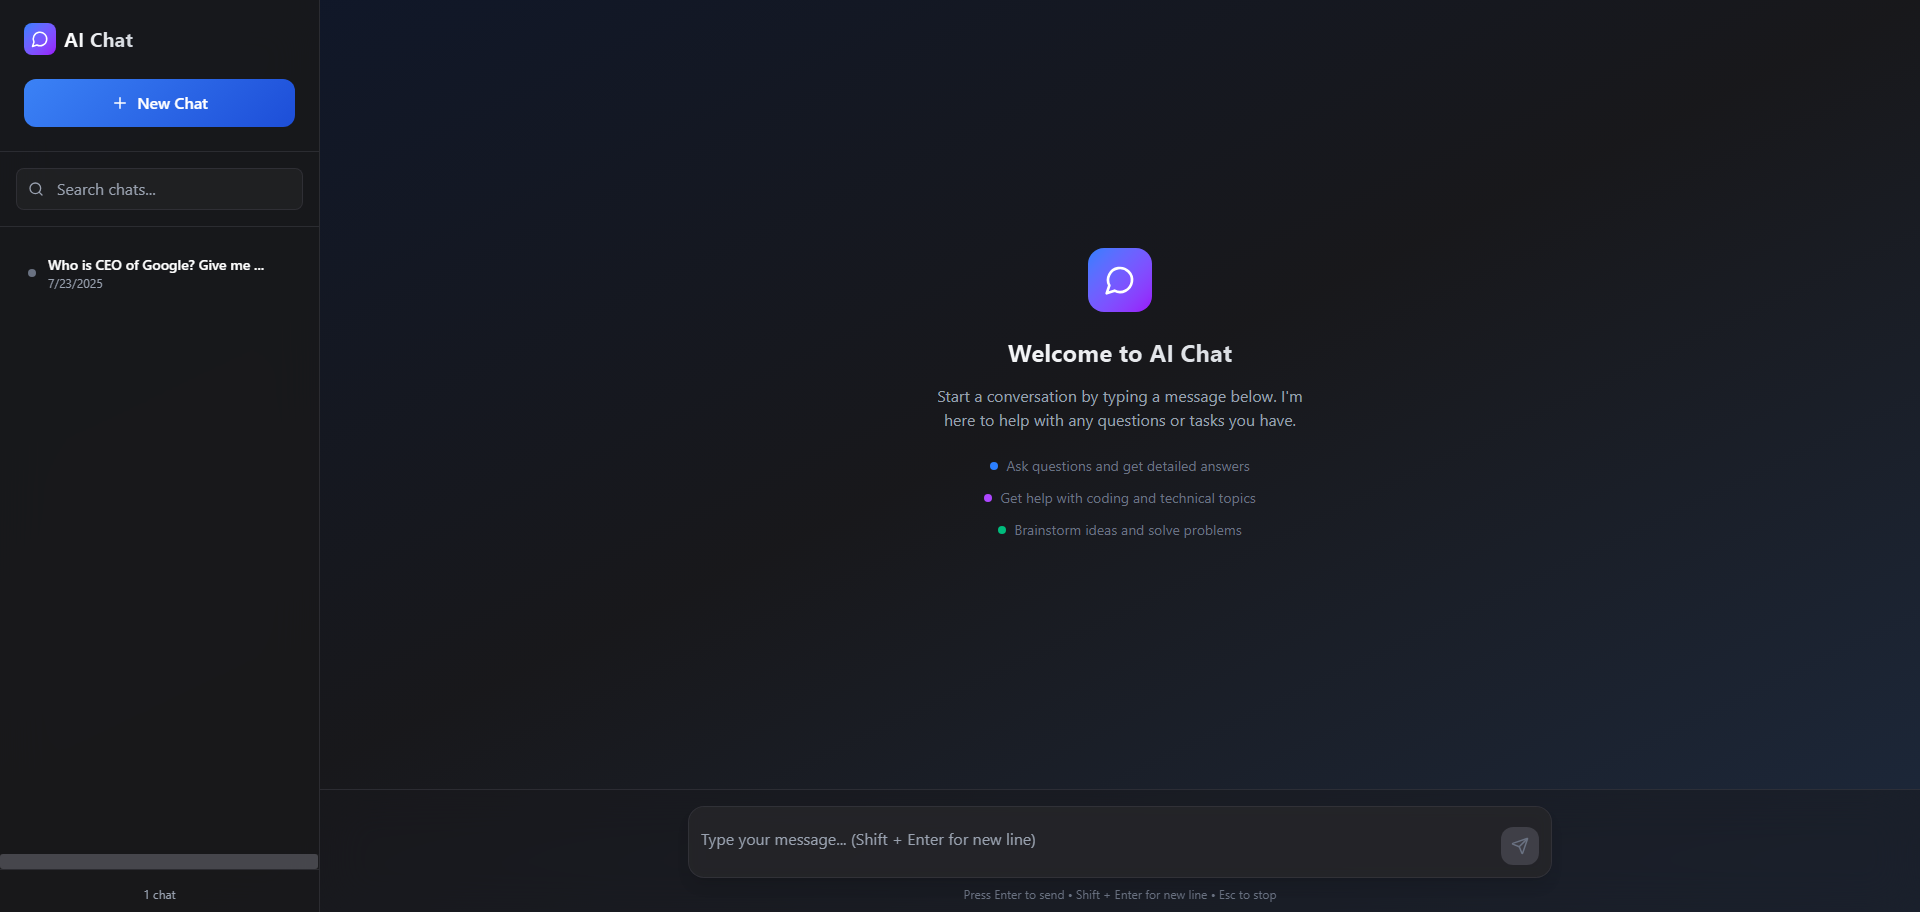 AI Chat
New Chat
Search chats...
Who is CEO of Google? Give me ...
7/23/2025
1 chat
Welcome to AI Chat
Start a conversation by typing a message below. I'm
here to help with any questions or tasks you have.
Ask questions and get detailed answers
Get help with coding and technical topics
Brainstorm ideas and solve problems
Type your message... (Shift + Enter for new line)
Press Enter to send • Shift + Enter for new line • Esc to stop